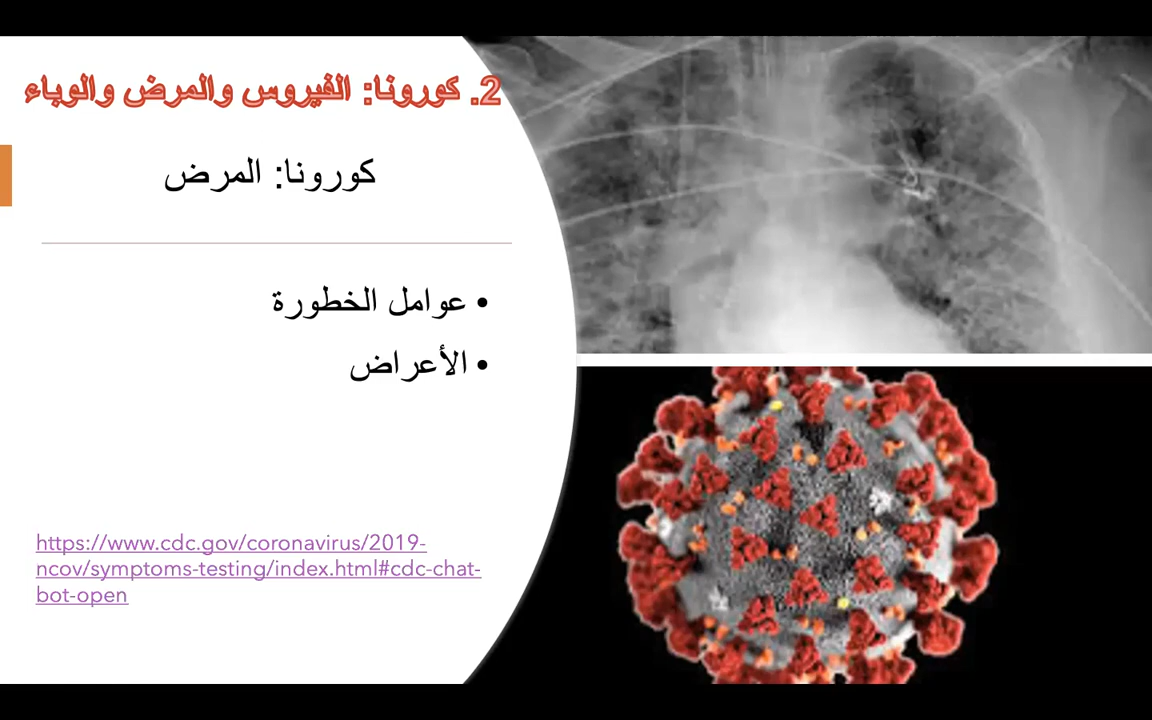 2. كورونا: الفيروس والمرض والوباء
كورونا: المرض
• عوامل الخطورة
• الأعراض
https://www.cdc.gov/coronavirus/2019-
ncov/symptoms-testing/index.html#cdc-chat-
bot-open